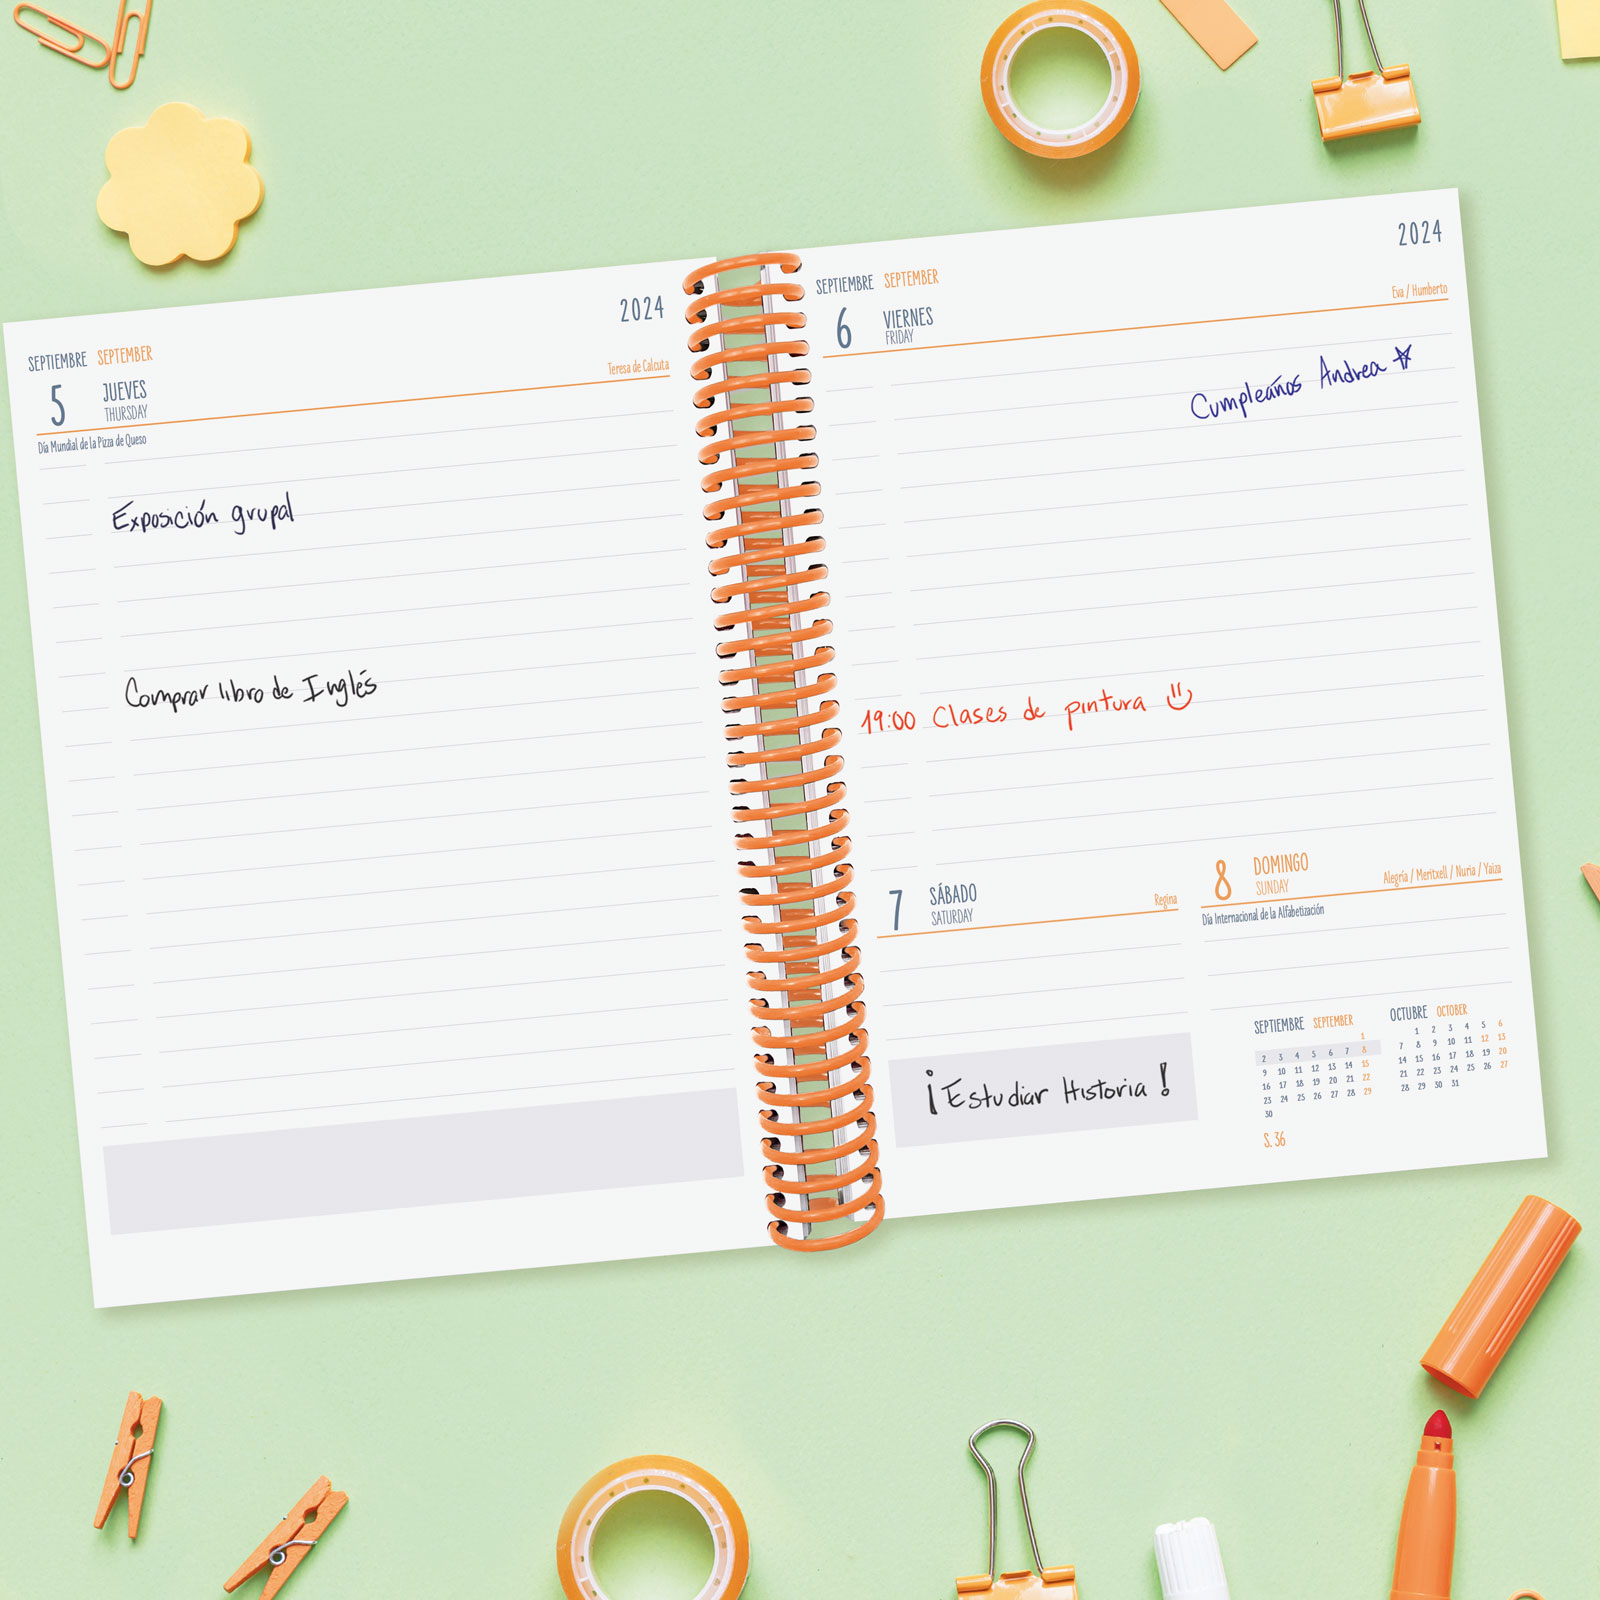 2024
SEPTIEMBRE SEPTEMBER
5 JUEVES
THURSDAY
Teresa de Calcuta
Día Mundial de la Pizza de Queso
Exposición grupal
Comprar libro de Inglés
2024
SEPTIEMBRE SEPTEMBER
6 VIERNES
FRIDAY
Eva / Humberto
Cumpleaños Andrea
19:00 Clases de pintura
7 SÁBADO
SATURDAY
Regina
¡Estudiar Historia!
8 DOMINGO
SUNDAY
Alegría / Meritxell / Nuria / Yaiza
Día Internacional de la Alfabetización
SEPTIEMBRE SEPTEMBER
1
2 3 4 5 6 7 8
9 10 11 12 13 14 15
16 17 18 19 20 21 22
23 24 25 26 27 28 29
30
S. 36
OCTUBRE OCTOBER
1 2 3 4 5 6
7 8 9 10 11 12 13
14 15 16 17 18 19 20
21 22 23 24 25 26 27
28 29 30 31